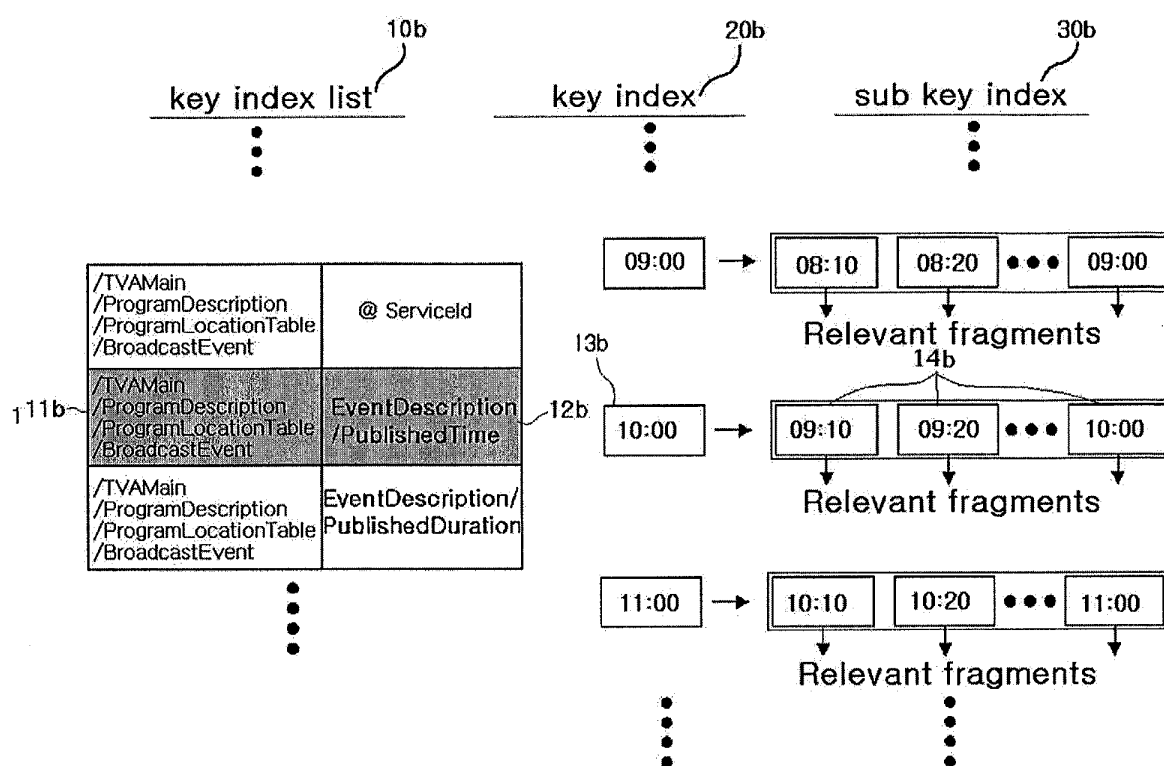 10b
20b
30b
key index list
key index
sub key index
/TVAMain
/ProgramDescription
/ProgramLocationTable
/BroadcastEvent
@ ServiceId
09:00
08:10
08:20
09:00
Relevant fragments
13b
14b
1 11b
/TVAMain
/ProgramDescription
/ProgramLocationTable
/BroadcastEvent
EventDescription
/PublishedTime
12b
10:00
09:10
09:20
10:00
Relevant fragments
/TVAMain
/ProgramDescription
/ProgramLocationTable
/BroadcastEvent
EventDescription/
PublishedDuration
11:00
10:10
10:20
11:00
Relevant fragments